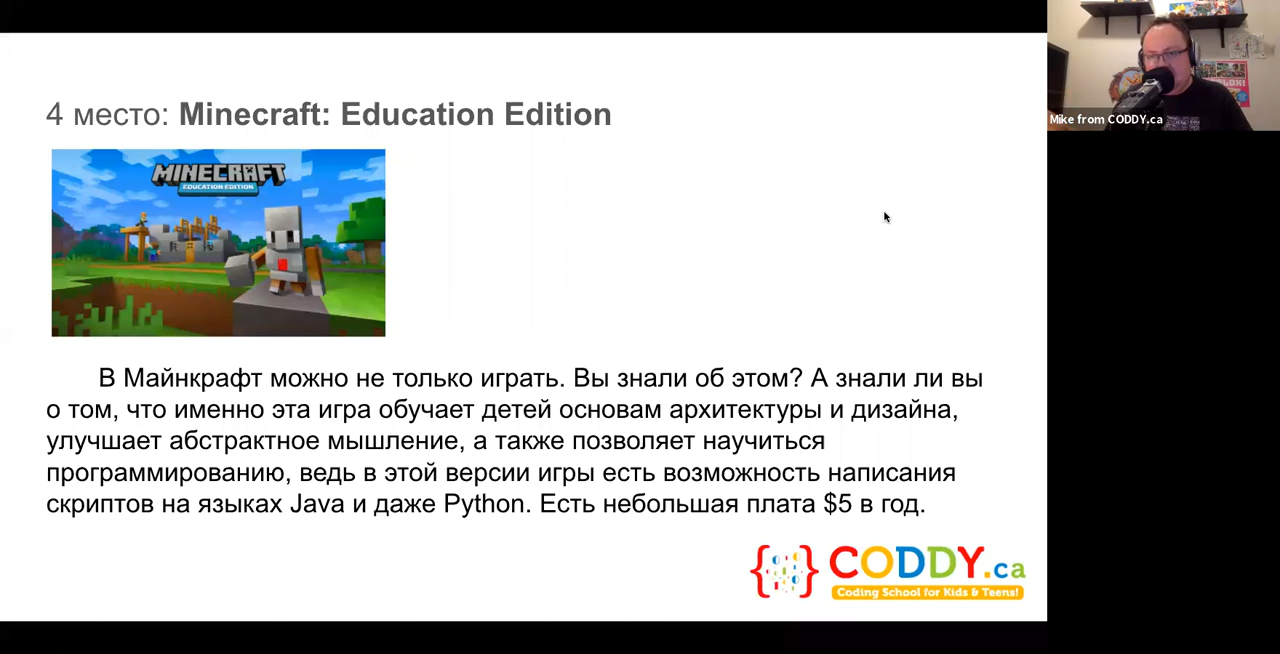 4 место: Minecraft: Education Edition
MINECRAFT
EDUCATION EDITION
В Майнкрафт можно не только играть. Вы знали об этом? А знали ли вы
о том, что именно эта игра обучает детей основам архитектуры и дизайна,
улучшает абстрактное мышление, а также позволяет научиться
программированию, ведь в этой версии игры есть возможность написания
скриптов на языках Java и даже Python. Есть небольшая плата $5 в год.
{ } CODDY.ca
Coding School for Kids & Teens!
Mike from CODDY.ca